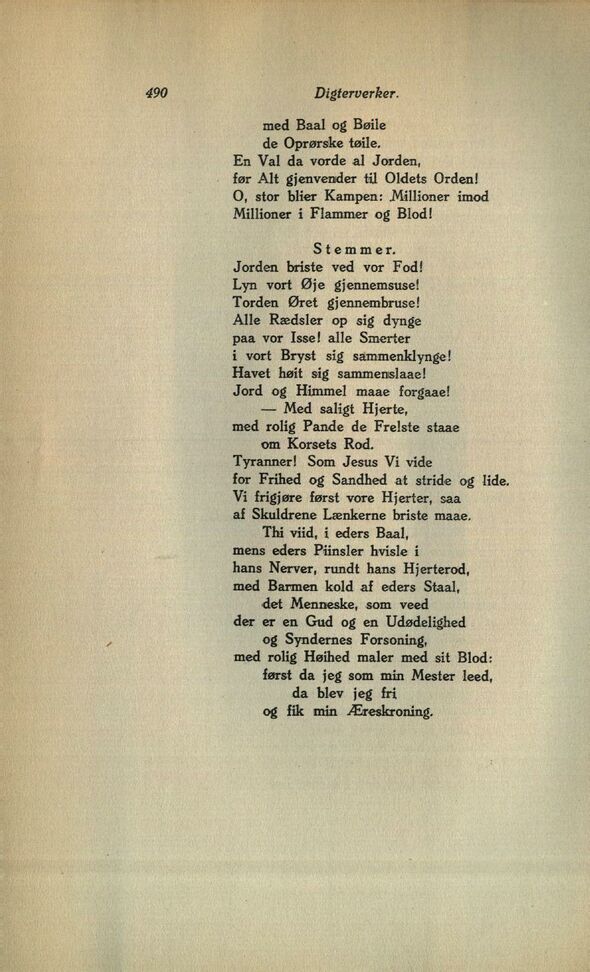 490 Digterverker.
med Baal og Bøile
de Oprørske tøile.
En Val da vorde al Jorden,
før Alt gjenvender til Oldets Orden!
O, stor blier Kampen: Millioner imod
Millioner i Flammer og Blod!
Stemmer.
Jorden briste ved vor Fod!
Lyn vort Øje gjennemsuse!
Torden Øret gjennembruse!
Alle Rædsler op sig dynge
paa vor Isse! alle Smerter
i vort Bryst sig sammenklynge!
Havet høit sig sammenslaae!
Jord og Himmel maae forgaae!
— Med saligt Hjerte,
med rolig Pande de Frelste staae
om Korsets Rod.
Tyranner! Som Jesus Vi vide
for Frihed og Sandhed at stride og lide.
Vi frigjøre først vore Hjerter, saa
af Skuldrene Lænkerne briste maae.
Thi viid, i eders Baal,
mens eders Piinsler hvisle i
hans Nerver, rundt hans Hjerterod,
med Barmen kold af eders Staal,
det Menneske, som veed
der er en Gud og en Udødelighed
og Syndernes Forsoning,
med rolig Høihed maler med sit Blod:
først da jeg som min Mester leed,
da blev jeg fri
og fik min Æreskroning.